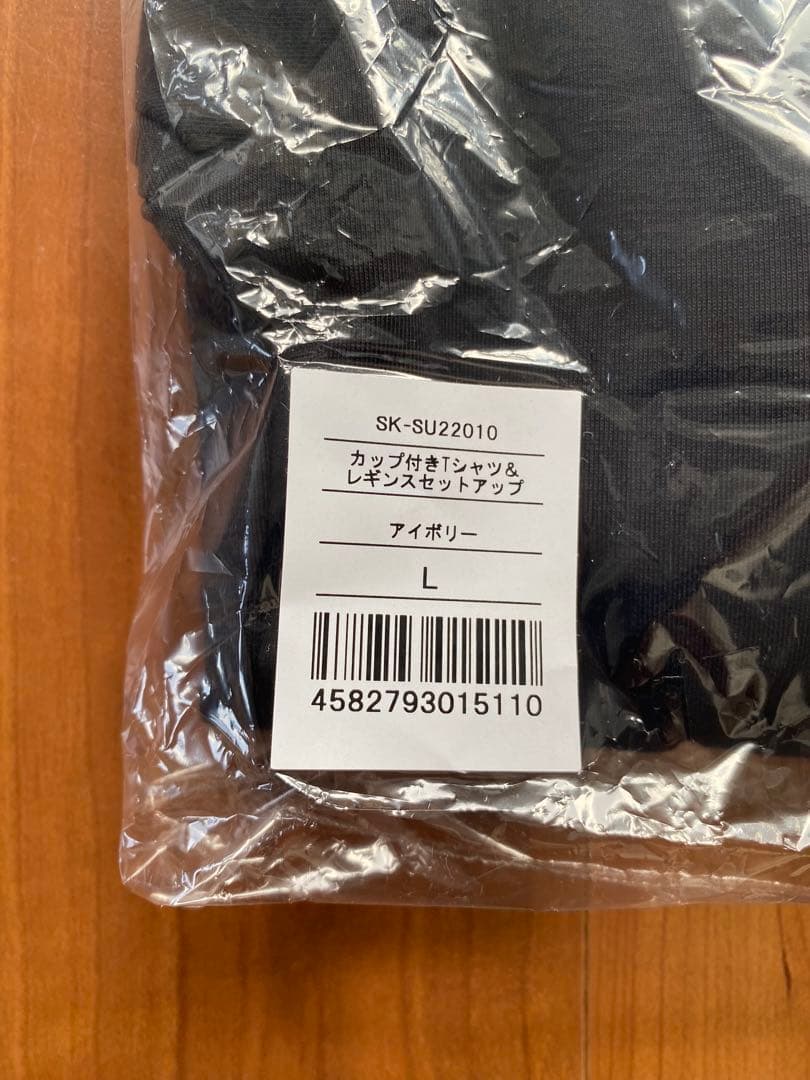 SK-SU22010
カップ付きTシャツ&
レギンスセットアップ
アイボリー
L
4582793015110